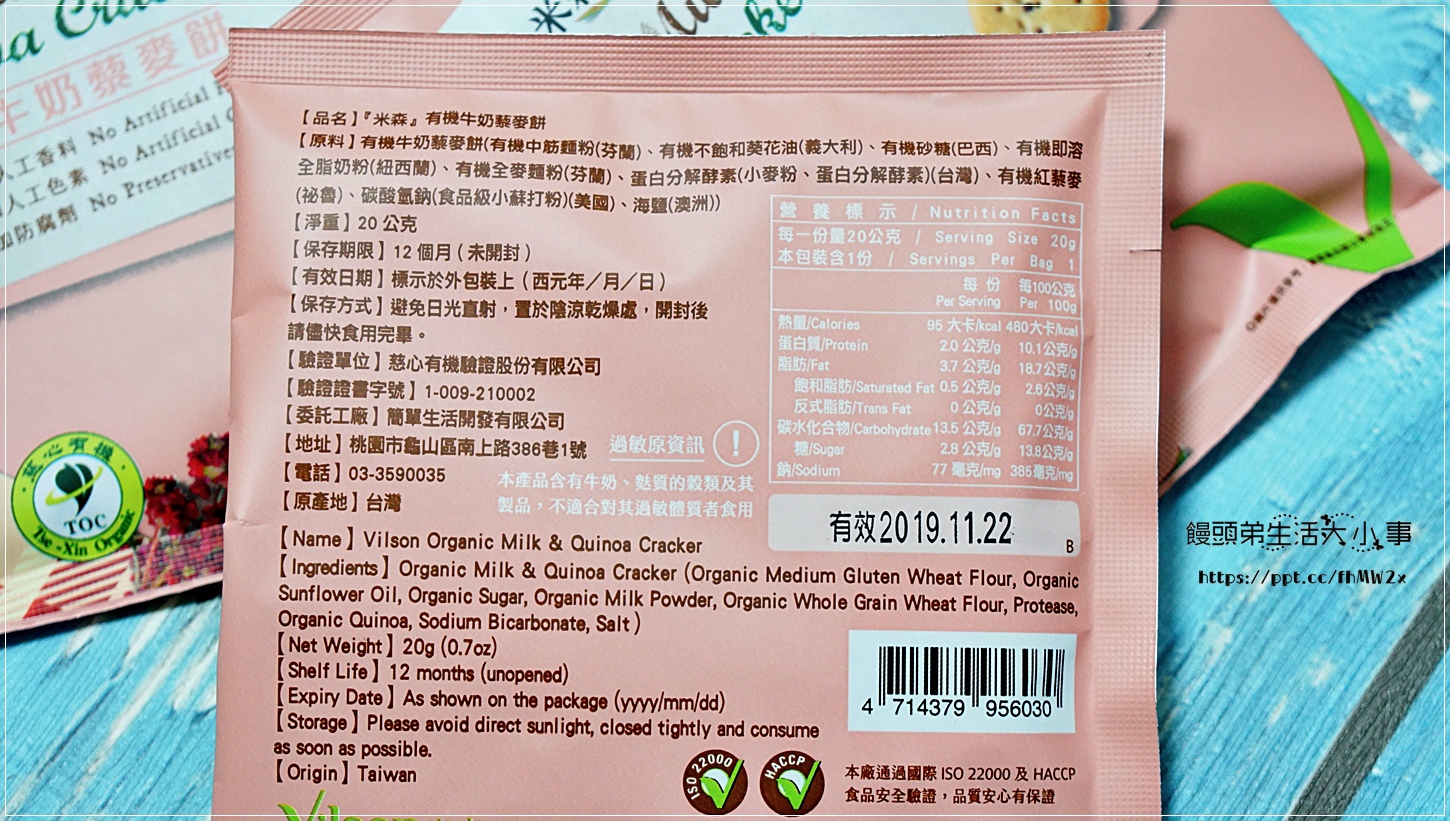 牛奶藜麥餅
人工香料 No Artificial
人工色素 No Artificial
加防腐劑 No Preservatives
慈心有機
TOC
Tse-Xin Organic
【品名】『米森』有機牛奶藜麥餅
【原料】有機牛奶藜麥餅(有機中筋麵粉(芬蘭)、有機不飽和葵花油(義大利)、有機砂糖(巴西)、有機即溶
全脂奶粉(紐西蘭)、有機全麥麵粉(芬蘭)、蛋白分解酵素(小麥粉、蛋白分解酵素)(台灣)、有機紅藜麥
(祕魯)、碳酸氫鈉(食品級小蘇打粉)(美國)、海鹽(澳洲))
【淨重】20 公克
【保存期限】12 個月 ( 未開封 )
【有效日期】標示於外包裝上 ( 西元年／月／日 )
【保存方式】避免日光直射，置於陰涼乾燥處，開封後
請儘快食用完畢。
【驗證單位】慈心有機驗證股份有限公司
【驗證證書字號】1-009-210002
【委託工廠】簡單生活開發有限公司
【地址】桃園市龜山區南上路386巷1號
【電話】03-3590035
【原產地】台灣
過敏原資訊 !
本產品含有牛奶、麩質的穀類及其
製品，不適合對其過敏體質者食用
營養標示 / Nutrition Facts
每一份量20公克 / Serving Size 20g
本包裝含1份 / Servings Per Bag 1
每 份 每100公克
Per Serving Per 100g
熱量/Calories 95 大卡/kcal 480大卡/kcal
蛋白質/Protein 2.0 公克/g 10.1公克/g
脂肪/Fat 3.7 公克/g 18.7公克/g
飽和脂肪/Saturated Fat 0.5 公克/g 2.6公克/g
反式脂肪/Trans Fat 0 公克/g 0公克/g
碳水化合物/Carbohydrate 13.5 公克/g 67.7公克/g
糖/Sugar 2.8 公克/g 13.8公克/g
鈉/Sodium 77 毫克/mg 385毫克/mg
有效2019.11.22
B
【Name】Vilson Organic Milk & Quinoa Cracker
【Ingredients】Organic Milk & Quinoa Cracker (Organic Medium Gluten Wheat Flour, Organic
Sunflower Oil, Organic Sugar, Organic Milk Powder, Organic Whole Grain Wheat Flour, Protease,
Organic Quinoa, Sodium Bicarbonate, Salt)
【Net Weight】20g (0.7oz)
【Shelf Life】12 months (unopened)
【Expiry Date】As shown on the package (yyyy/mm/dd)
【Storage】Please avoid direct sunlight, closed tightly and consume
as soon as possible.
【Origin】Taiwan
4 714379 956030
ISO 22000
HACCP
本廠通過國際 ISO 22000 及 HACCP
食品安全驗證，品質安心有保證
Vilson
饅頭弟生活大小事
https://ppt.cc/fhMW2x